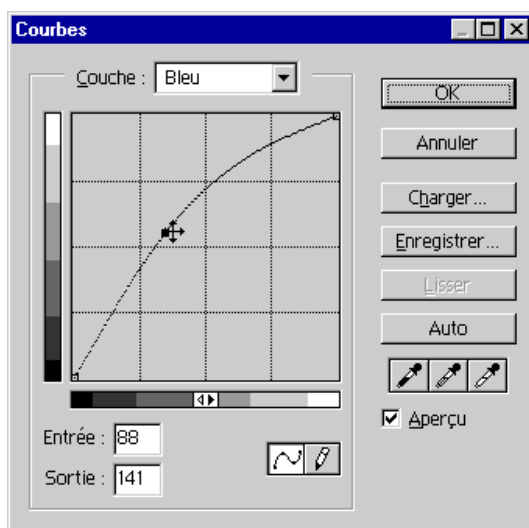 Courbes
Couche : Bleu
OK
Annuler
Charger...
Enregistrer...
Lisser
Auto
Aperçu
Entrée : 88
Sortie : 141